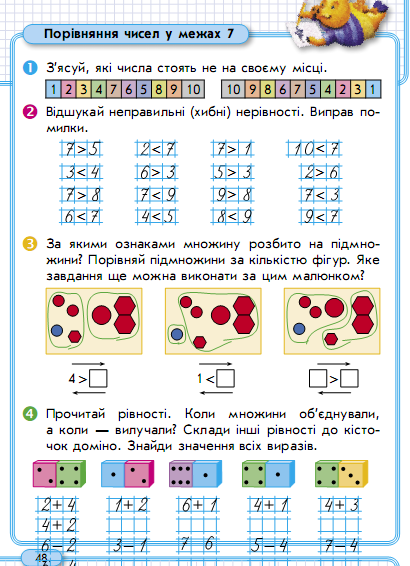 Порівняння чисел у межах 7
1 З'ясуй, які числа стоять не на своєму місці.
1 2 3 4 7 6 5 8 9 10 10 9 8 6 7 5 4 2 3 1
2 Відшукай неправильні (хибні) нерівності. Виправ по-
милки.
7>5 2<7 7>1 10<7
3<4 6>3 5>3 2>6
7>8 7<9 9>8 7<3
6<7 4<5 8<9 9<7
3 За якими ознаками множину розбито на підмно-
жини? Порівняй підмножини за кількістю фігур. Яке
завдання ще можна виконати за цим малюнком?
4 > 1 < >
4 Прочитай рівності. Коли множини об'єднували,
а коли — вилучали? Склади інші рівності до кісто-
чок доміно. Знайди значення всіх виразів.
2+4 1+2 6+1 4+1 4+3
4+2
6−2 3−1 7 6 5−4 7−4
48